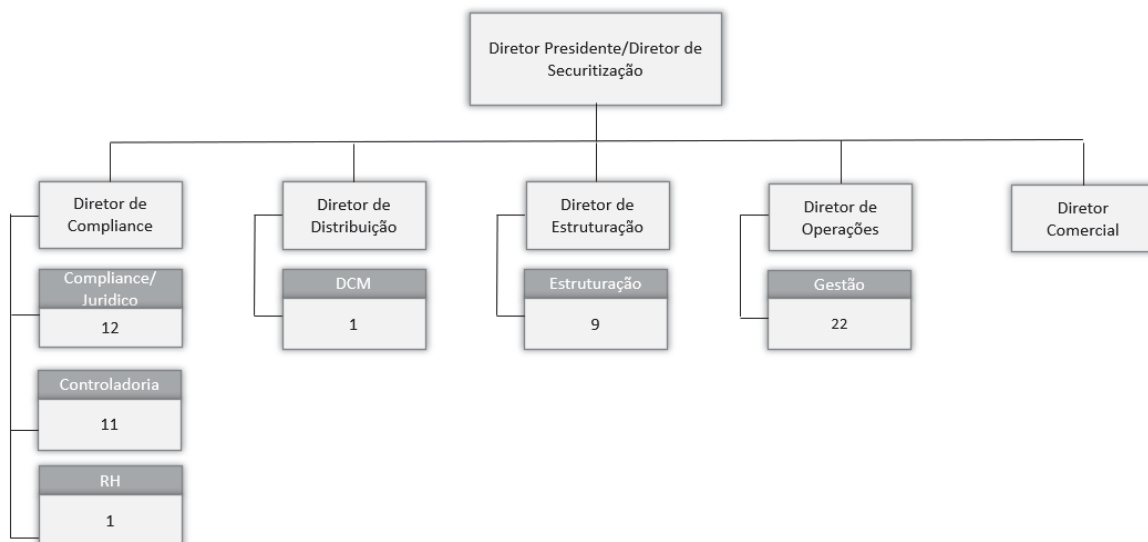 Diretor Presidente/Diretor de
Securitização
Diretor de
Compliance
Diretor de
Distribuição
Diretor de
Estruturação
Diretor de
Operações
Diretor
Comercial
Compliance/
Juridico
12
DCM
1
Estruturação
9
Gestão
22
Controladoria
11
RH
1